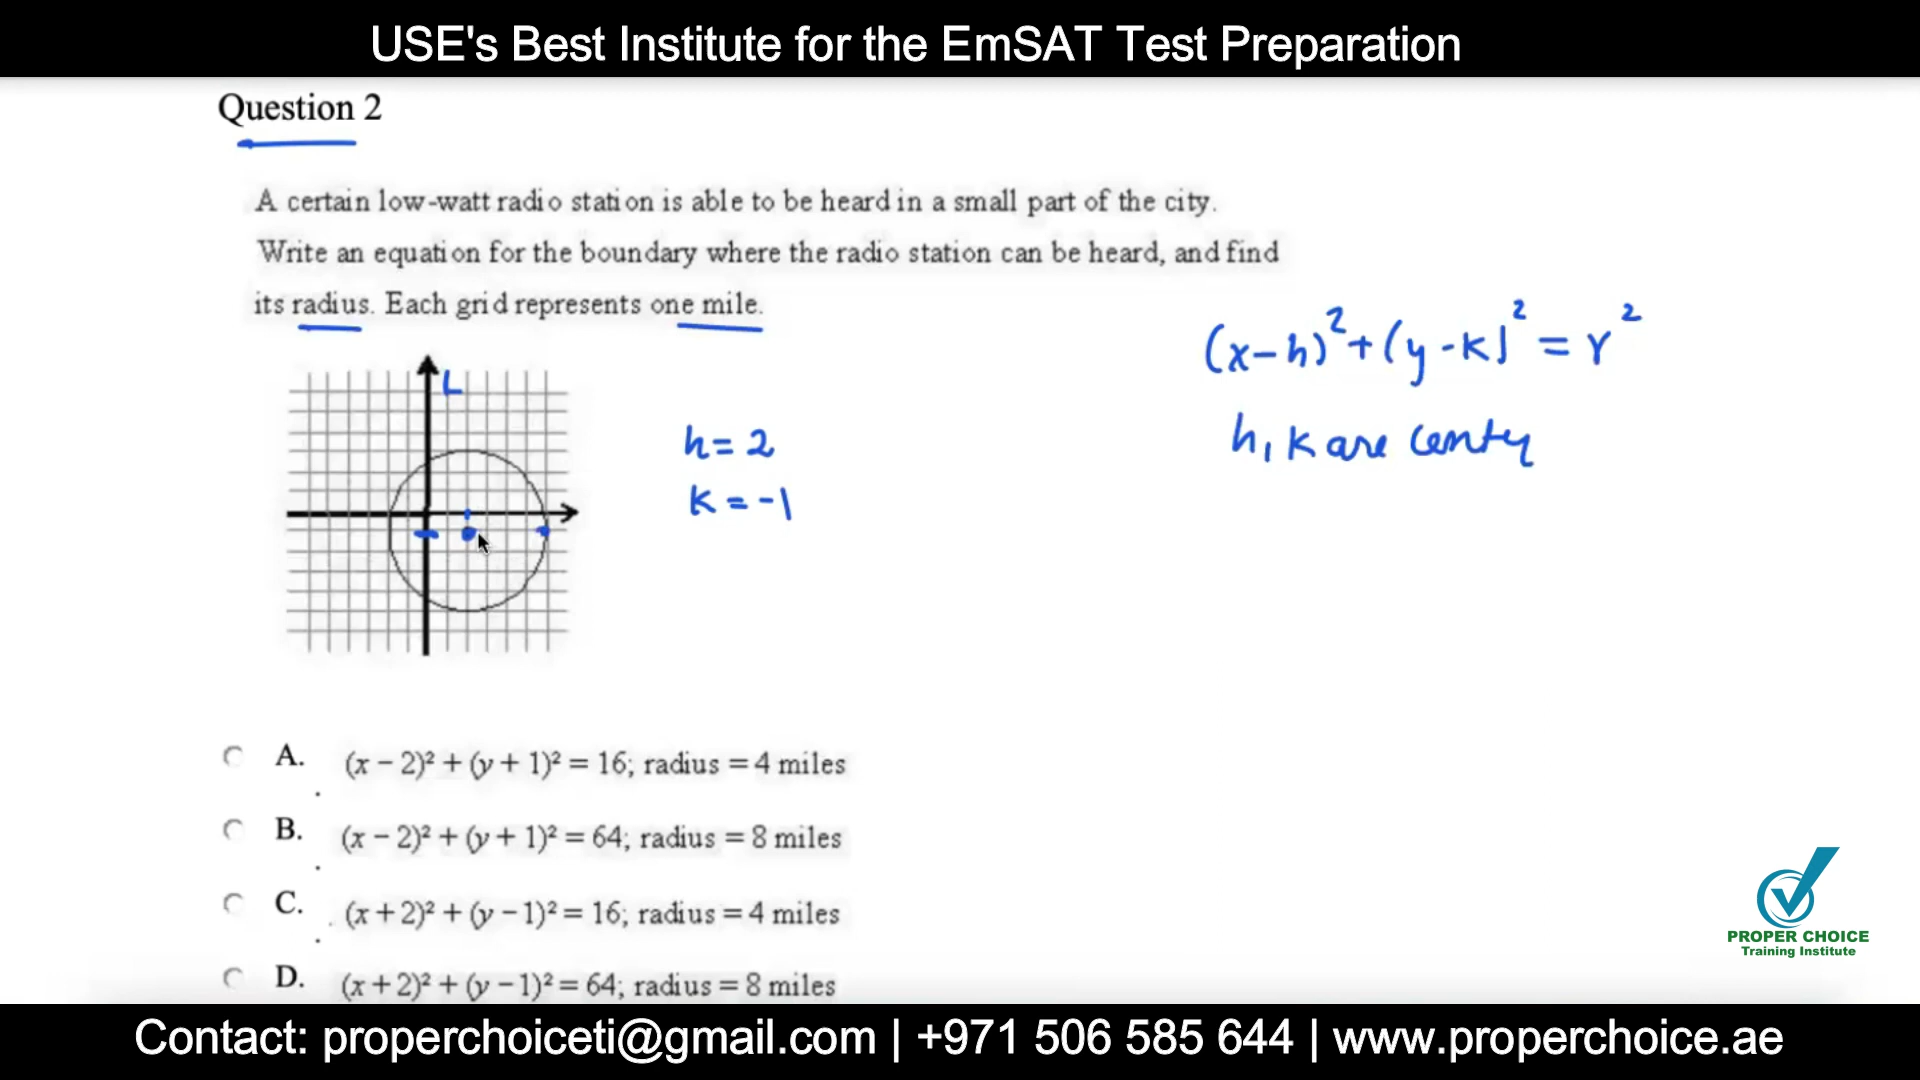 USE's Best Institute for the EmSAT Test Preparation
Question 2
A certain low-watt radio station is able to be heard in a small part of the city.
Write an equation for the boundary where the radio station can be heard, and find
its radius. Each grid represents one mile.
(x-h)² + (y-k)² = r²
L
h = 2
h, k are
k = -1
A. (x − 2)² + (y + 1)² = 16; radius = 4 miles
B. (x − 2)² + (y + 1)² = 64; radius = 8 miles
C. (x + 2)² + (y − 1)² = 16; radius = 4 miles
D. (x + 2)² + (y − 1)² = 64; radius = 8 miles
PROPER CHOICE
Training Institute
Contact: properchoiceti@gmail.com | +971 506 585 644 | www.properchoice.ae